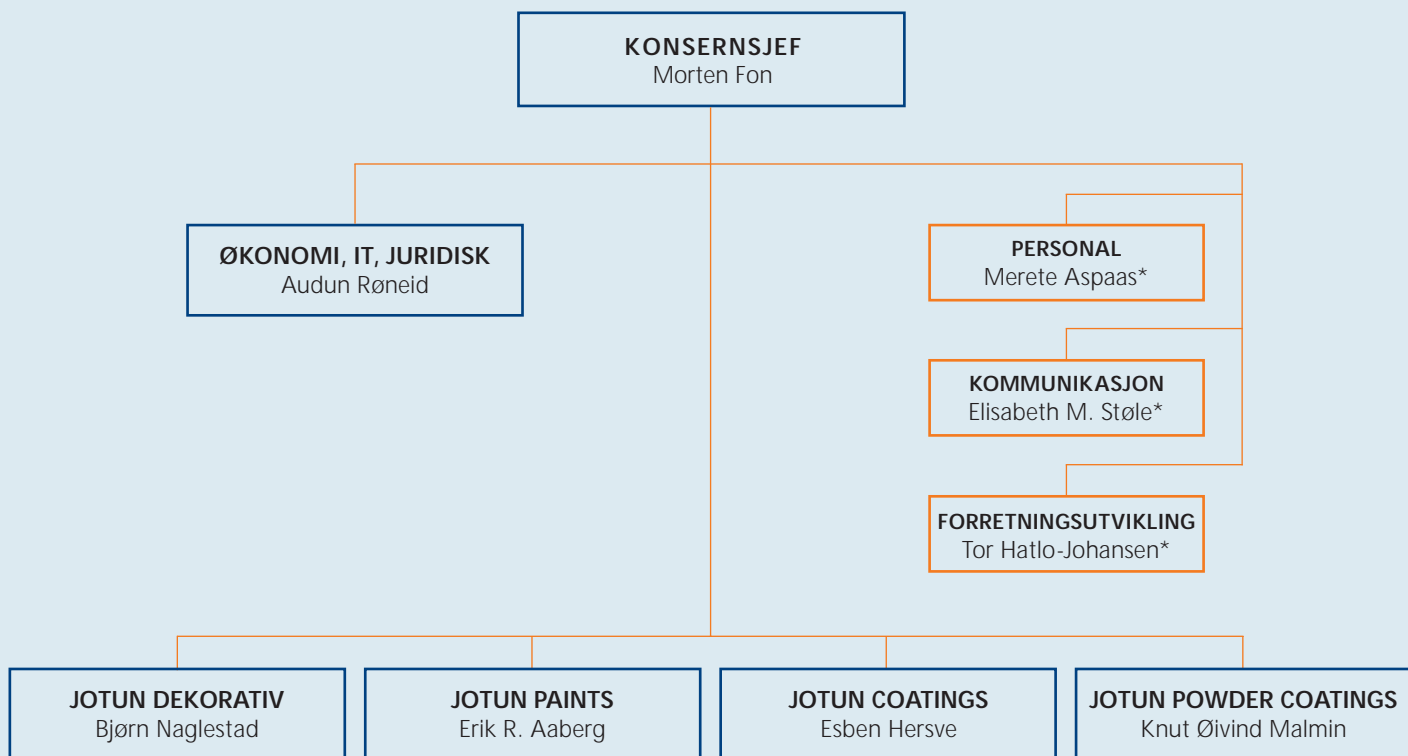 KONSERNSJEF
Morten Fon
ØKONOMI, IT, JURIDISK
Audun Røneid
PERSONAL
Merete Aspaas*
KOMMUNIKASJON
Elisabeth M. Støle*
FORRETNINGSUTVIKLING
Tor Hatlo-Johansen*
JOTUN DEKORATIV
Bjørn Naglestad
JOTUN PAINTS
Erik R. Aaberg
JOTUN COATINGS
Esben Hersve
JOTUN POWDER COATINGS
Knut Øivind Malmin